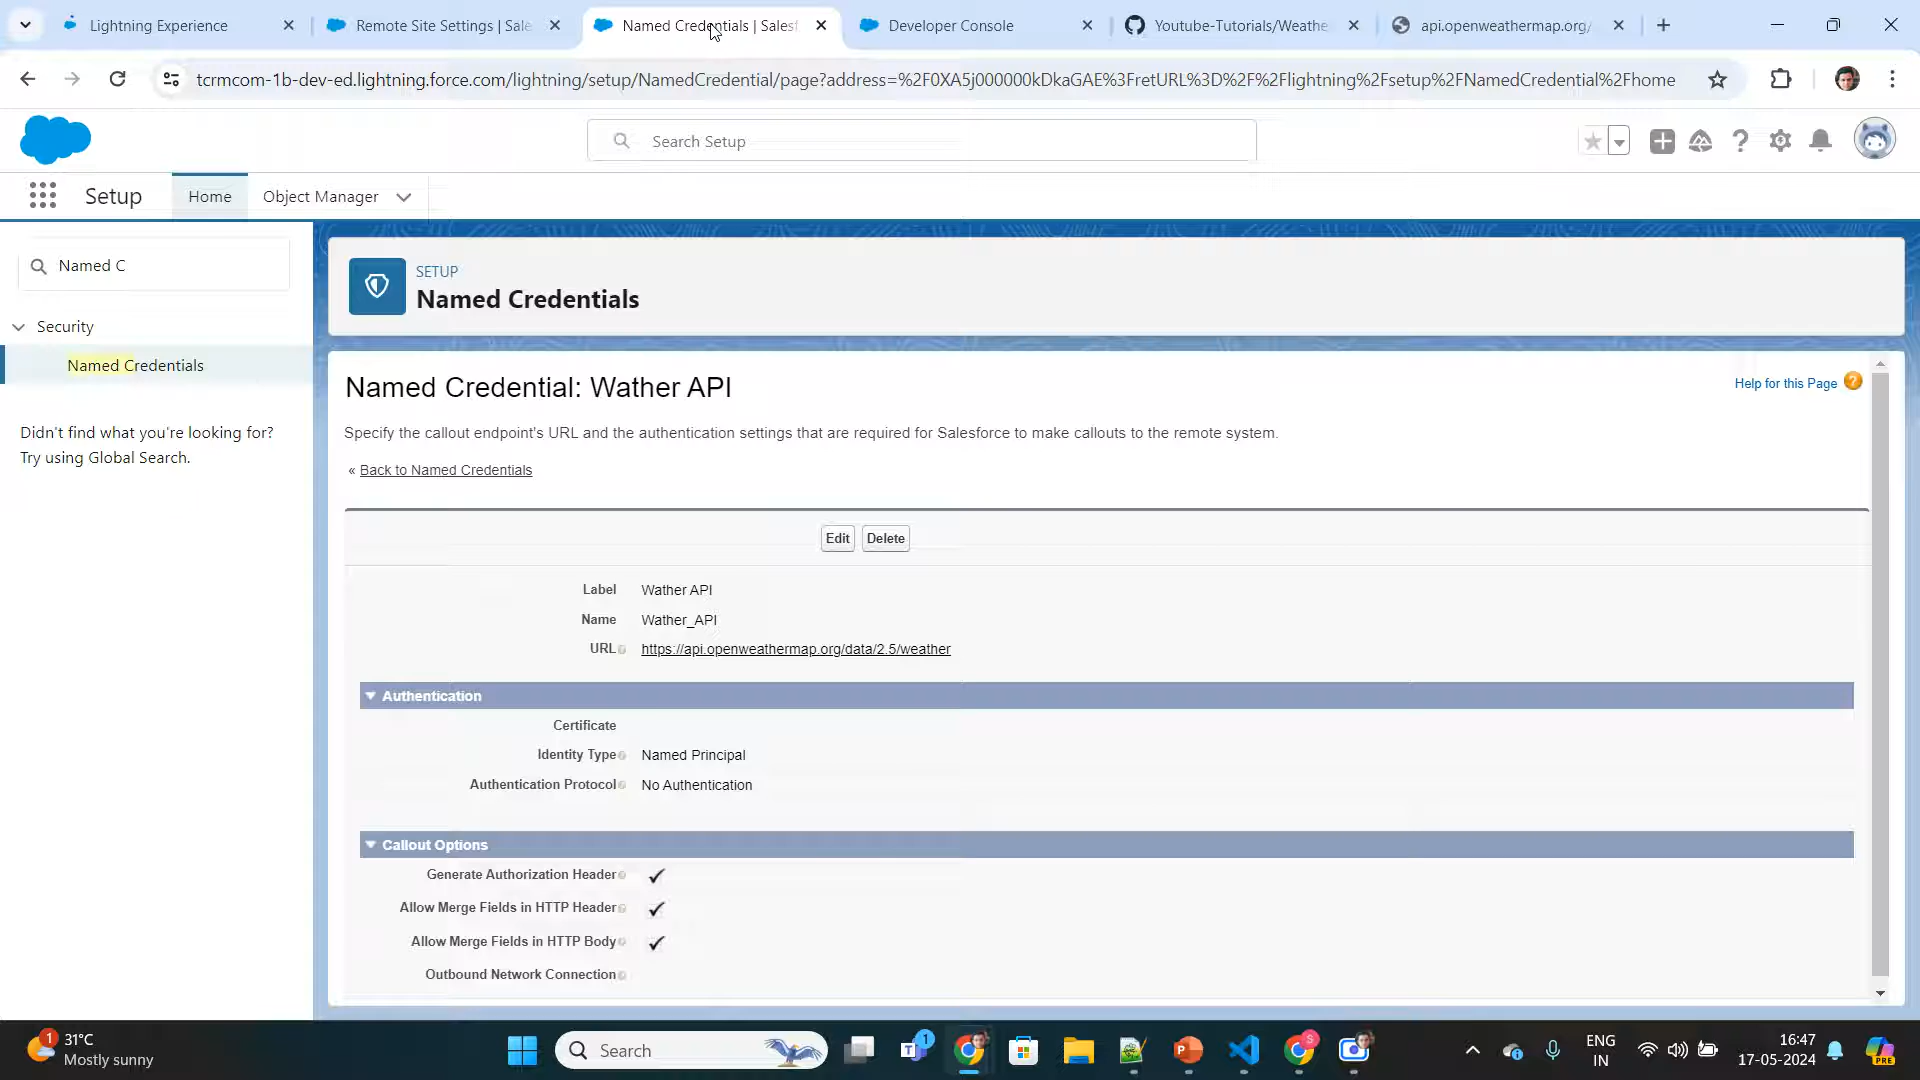 Lightning Experience
Remote Site Settings | Sale
Named Credentials | Salesf
Developer Console
Youtube-Tutorials/Weathe
api.openweathermap.org/
tcrmcom-1b-dev-ed.lightning.force.com/lightning/setup/NamedCredential/page?address=%2F0XA5j000000kDkaGAE%3FretURL%3D%2F%2Flightning%2Fsetup%2FNamedCredential%2Fhome
Search Setup
Setup
Home
Object Manager
Named C
Security
Named Credentials
Didn't find what you're looking for?
Try using Global Search.
SETUP
Named Credentials
Named Credential: Wather API
Help for this Page ?
Specify the callout endpoint's URL and the authentication settings that are required for Salesforce to make callouts to the remote system.
« Back to Named Credentials
Edit Delete
Label Wather API
Name Wather_API
URL https://api.openweathermap.org/data/2.5/weather
Authentication
Certificate
Identity Type Named Principal
Authentication Protocol No Authentication
Callout Options
Generate Authorization Header
Allow Merge Fields in HTTP Header
Allow Merge Fields in HTTP Body
Outbound Network Connection
1
31°C
Mostly sunny
Search
1
S
ENG
IN
16:47
17-05-2024
PRE